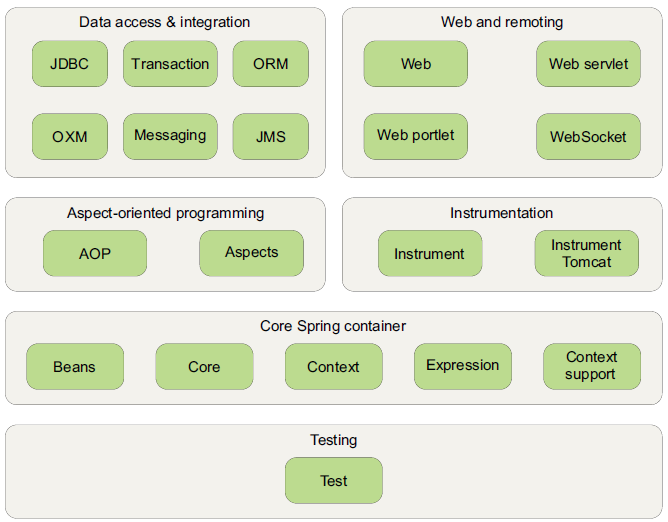 Data access & integration
JDBC
Transaction
ORM
OXM
Messaging
JMS
Web and remoting
Web
Web servlet
Web portlet
WebSocket
Aspect-oriented programming
AOP
Aspects
Instrumentation
Instrument
Instrument
Tomcat
Core Spring container
Beans
Core
Context
Expression
Context
support
Testing
Test